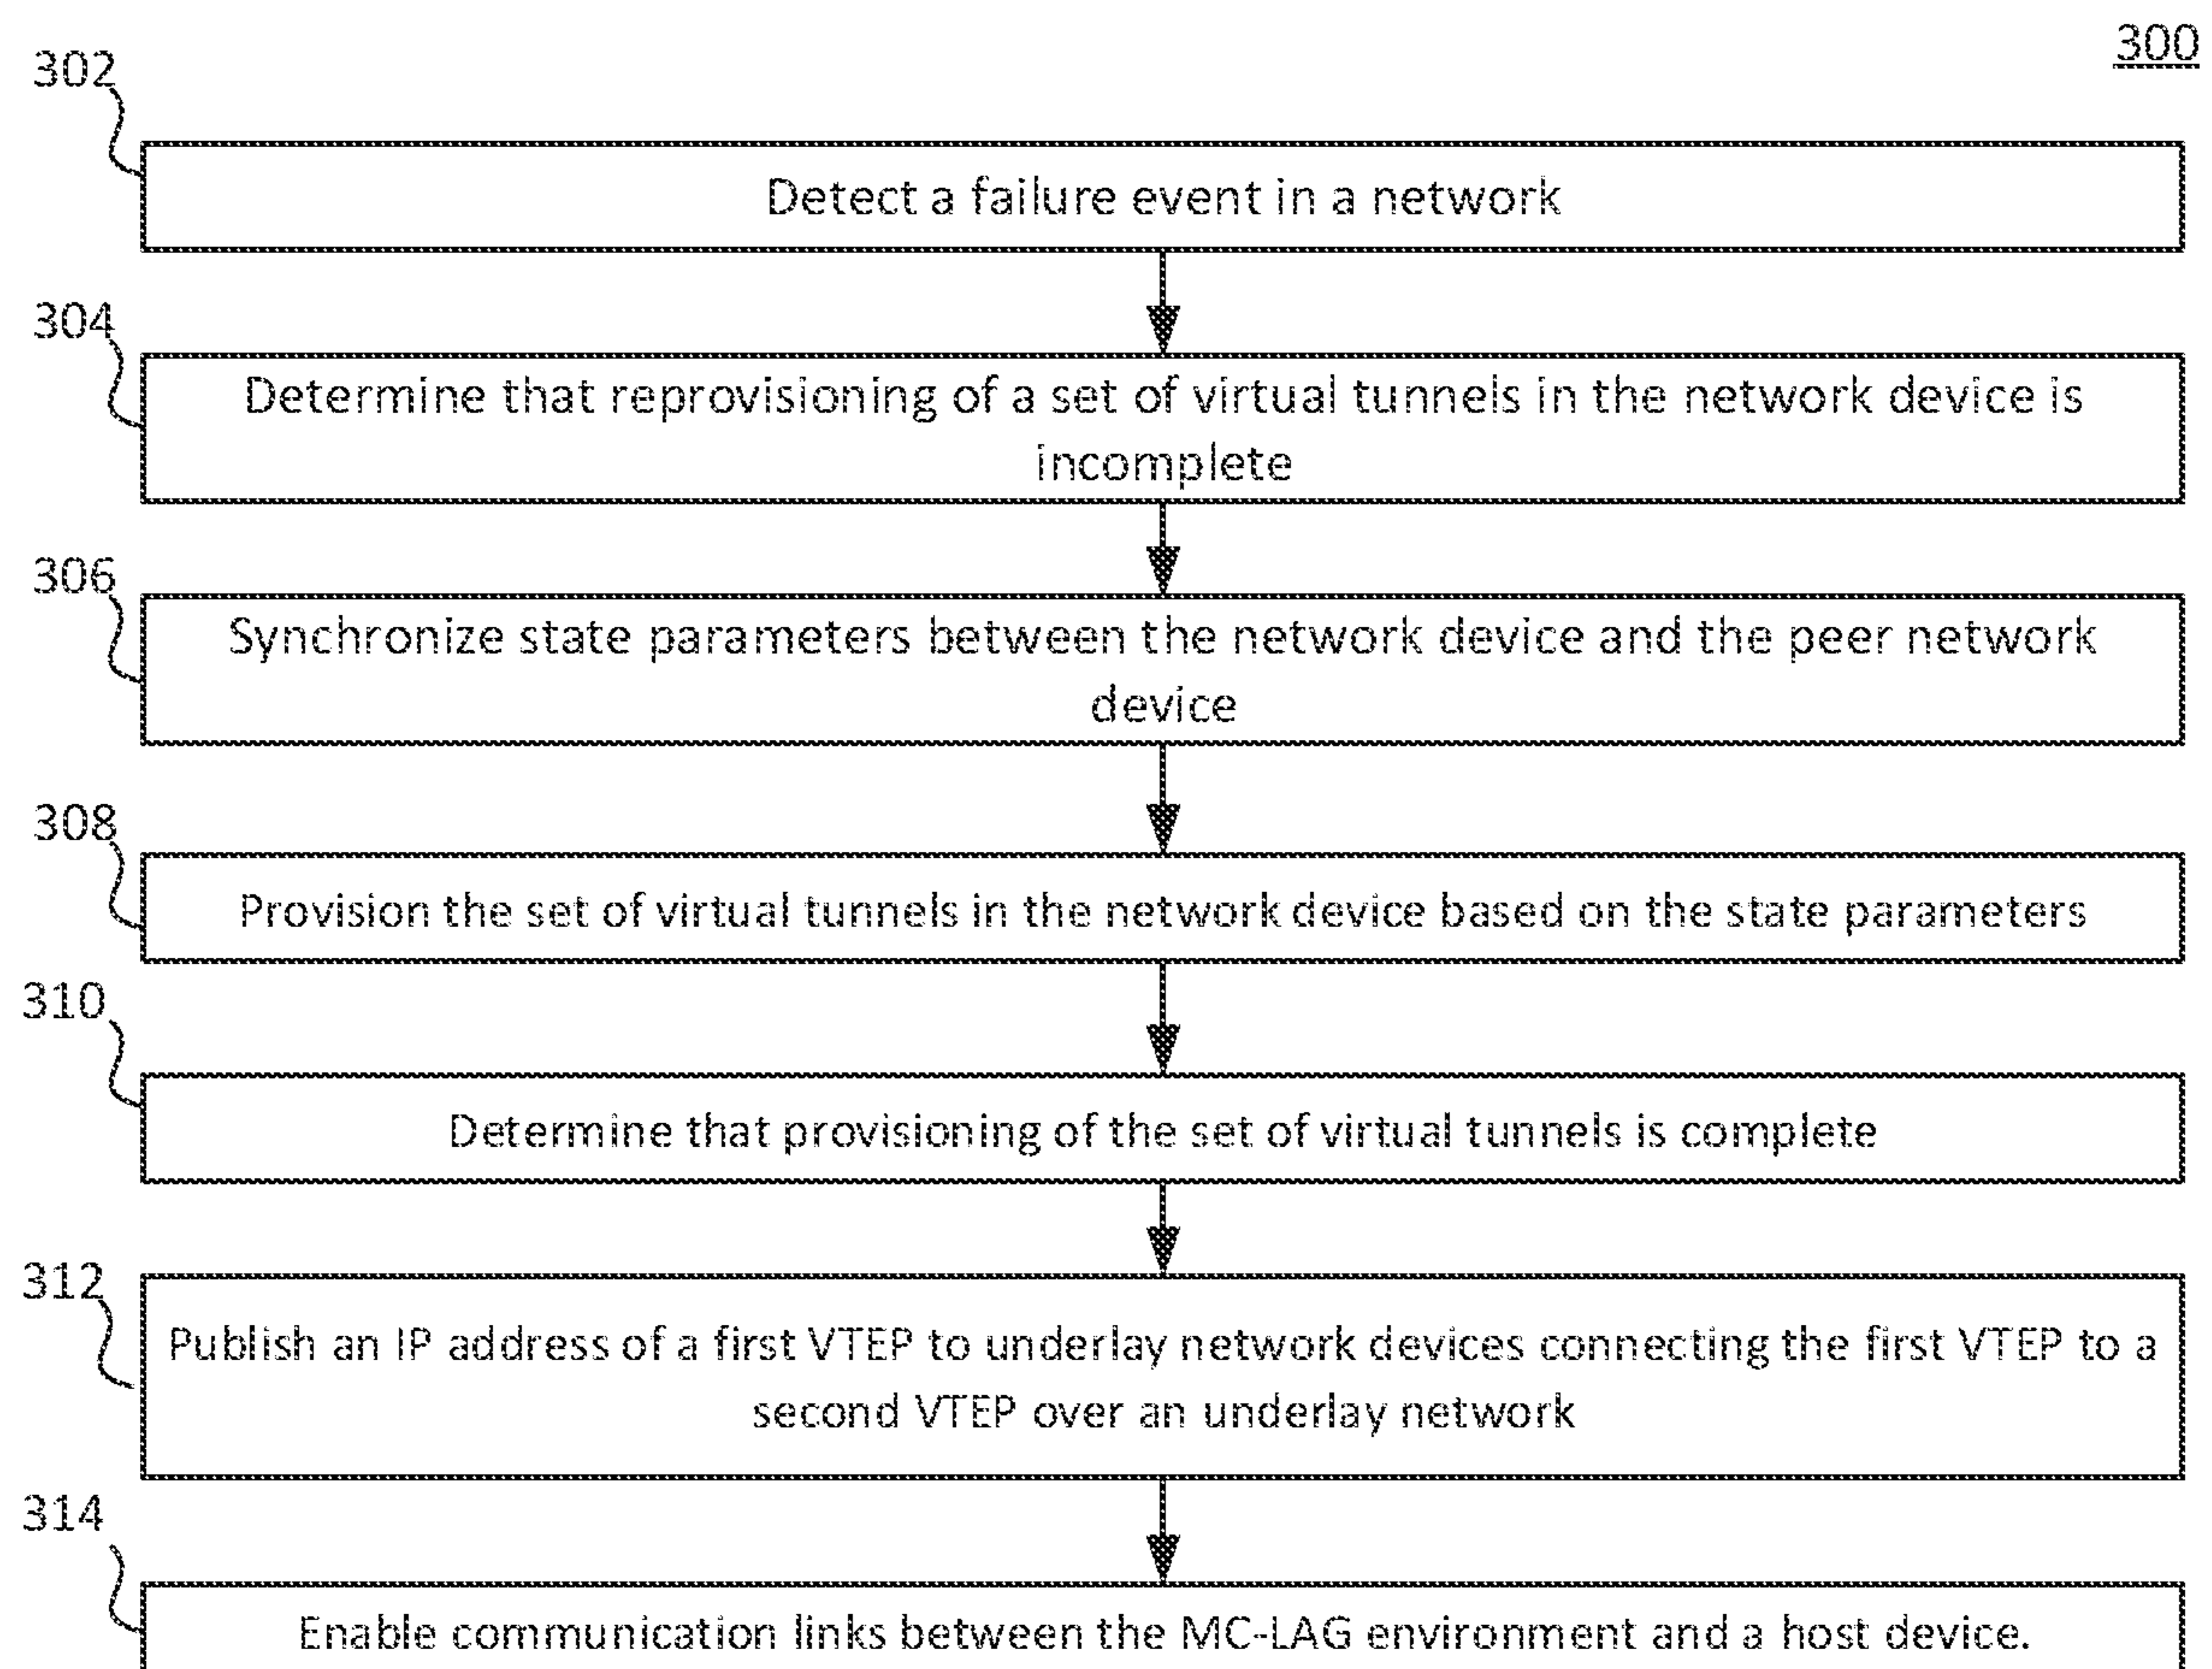 300
302
Detect a failure event in a network
304
Determine that reprovisioning of a set of virtual tunnels in the network device is
incomplete
306
Synchronize state parameters between the network device and the peer network
device
308
Provision the set of virtual tunnels in the network device based on the state parameters
310
Determine that provisioning of the set of virtual tunnels is complete
312
Publish an IP address of a first VTEP to underlay network devices connecting the first VTEP to a
second VTEP over an underlay network
314
Enable communication links between the MC-LAG environment and a host device.